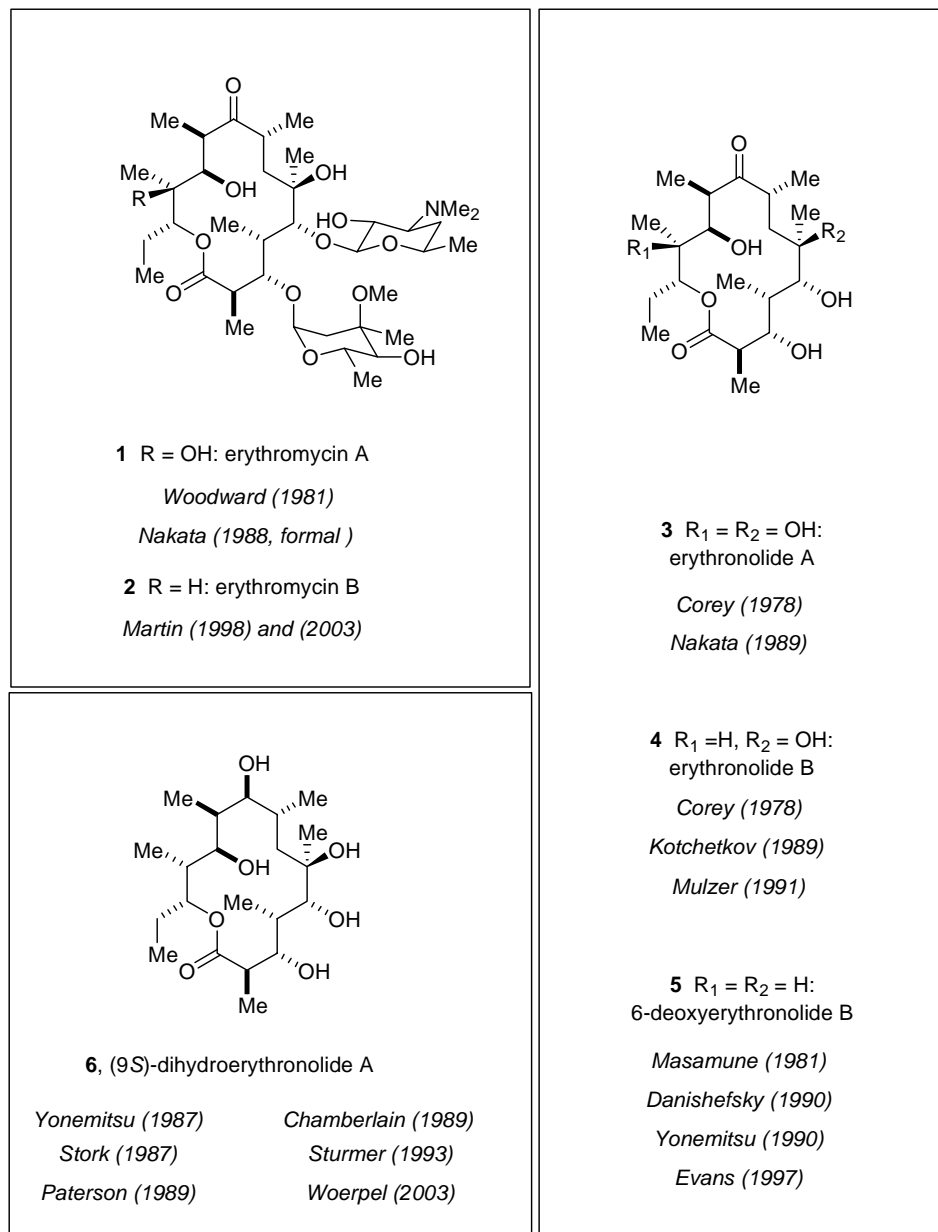 O
Me
Me
Me
OH
Me
OH
R
HO
NMe2
Me
O
O
Me
O
Me
O
O
OMe
Me
Me
OH
O
Me
1 R = OH: erythromycin A
Woodward (1981)
Nakata (1988, formal )
2 R = H: erythromycin B
Martin (1998) and (2003)
OH
Me
Me
Me
Me
OH
OH
O
Me
OH
Me
O
OH
Me
6, (9S)-dihydroerythronolide A
Yonemitsu (1987)
Chamberlain (1989)
Stork (1987)
Sturmer (1993)
Paterson (1989)
Woerpel (2003)
O
Me
Me
Me
Me
R2
R1
OH
O
Me
OH
Me
O
OH
Me
3 R1 = R2 = OH:
erythronolide A
Corey (1978)
Nakata (1989)
4 R1 =H, R2 = OH:
erythronolide B
Corey (1978)
Kotchetkov (1989)
Mulzer (1991)
5 R1 = R2 = H:
6-deoxyerythronolide B
Masamune (1981)
Danishefsky (1990)
Yonemitsu (1990)
Evans (1997)